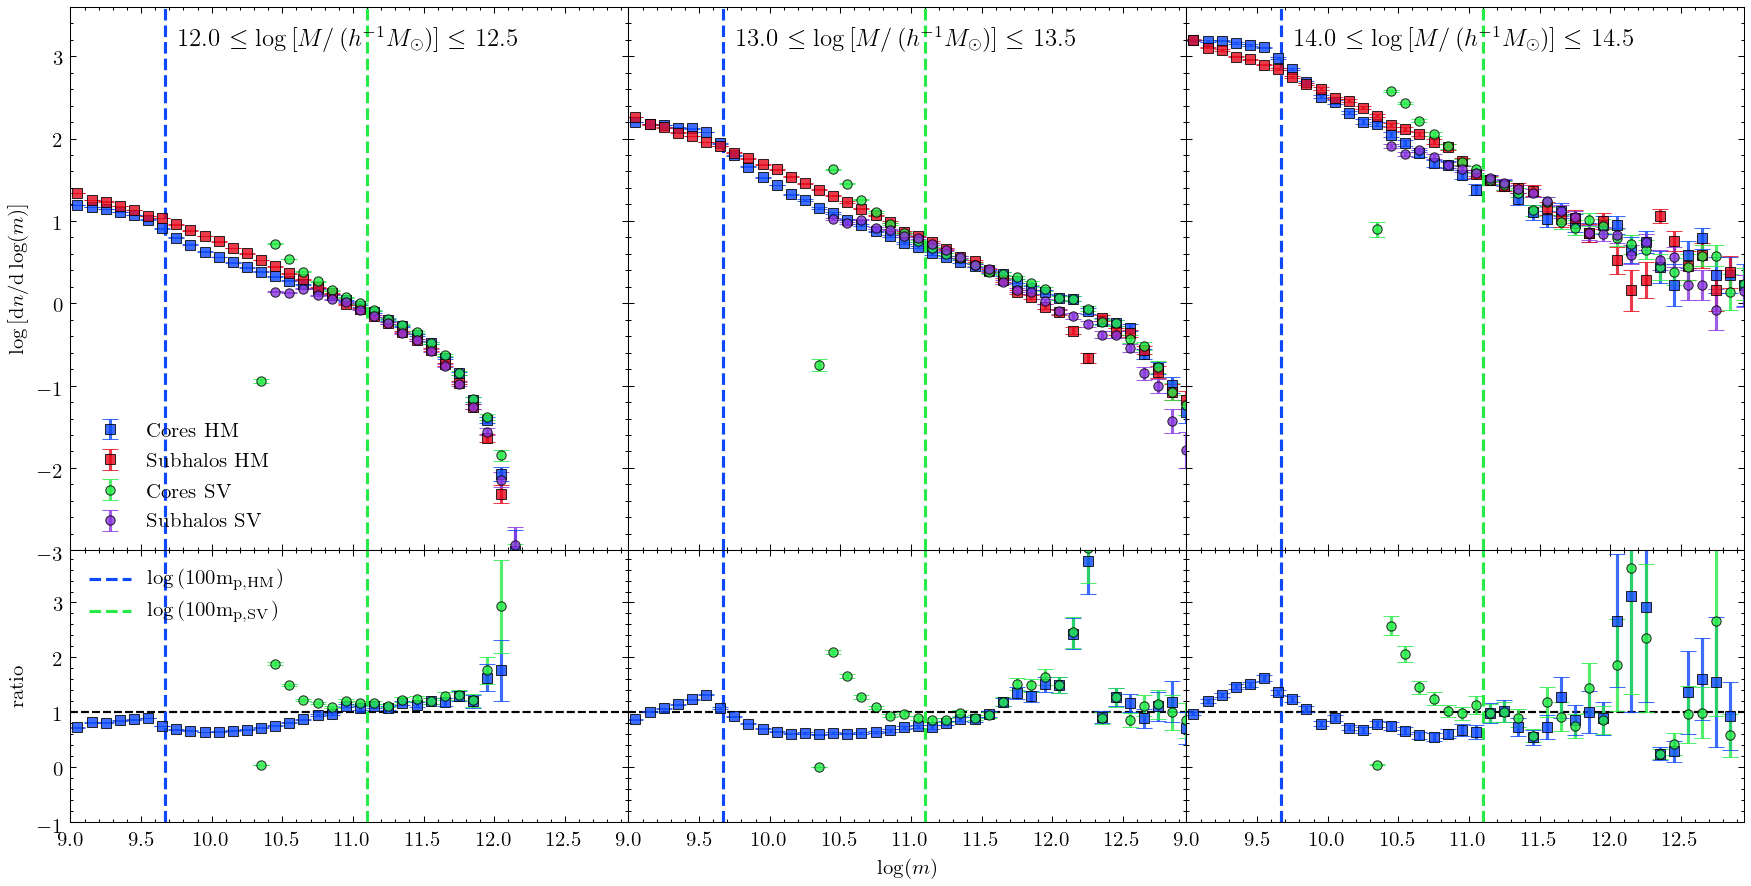 12.0 ≤ log [M/ (h⁻¹M⊙)] ≤ 12.5
13.0 ≤ log [M/ (h⁻¹M⊙)] ≤ 13.5
14.0 ≤ log [M/ (h⁻¹M⊙)] ≤ 14.5
log [dn/d log(m)]
3
2
1
0
−1
−2
−3
Cores HM
Subhalos HM
Cores SV
Subhalos SV
log (100m_{p,HM})
log (100m_{p,SV})
ratio
3
2
1
0
−1
9.0 9.5 10.0 10.5 11.0 11.5 12.0 12.5 9.0 9.5 10.0 10.5 11.0 11.5 12.0 12.5 9.0 9.5 10.0 10.5 11.0 11.5 12.0 12.5
log(m)